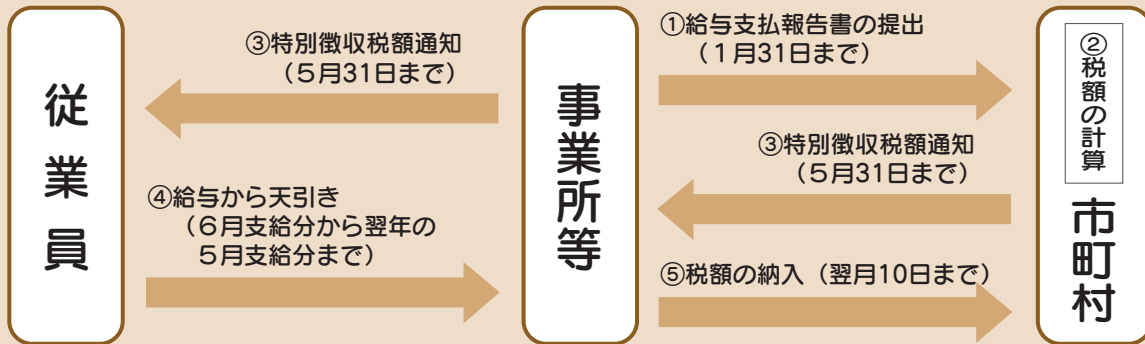 従業員
③特別徴収税額通知
（５月31日まで）
④給与から天引き
（６月支給分から翌年の
５月支給分まで）
事業所等
①給与支払報告書の提出
（１月31日まで）
③特別徴収税額通知
（５月31日まで）
⑤税額の納入（翌月10日まで）
②税額の計算
市町村